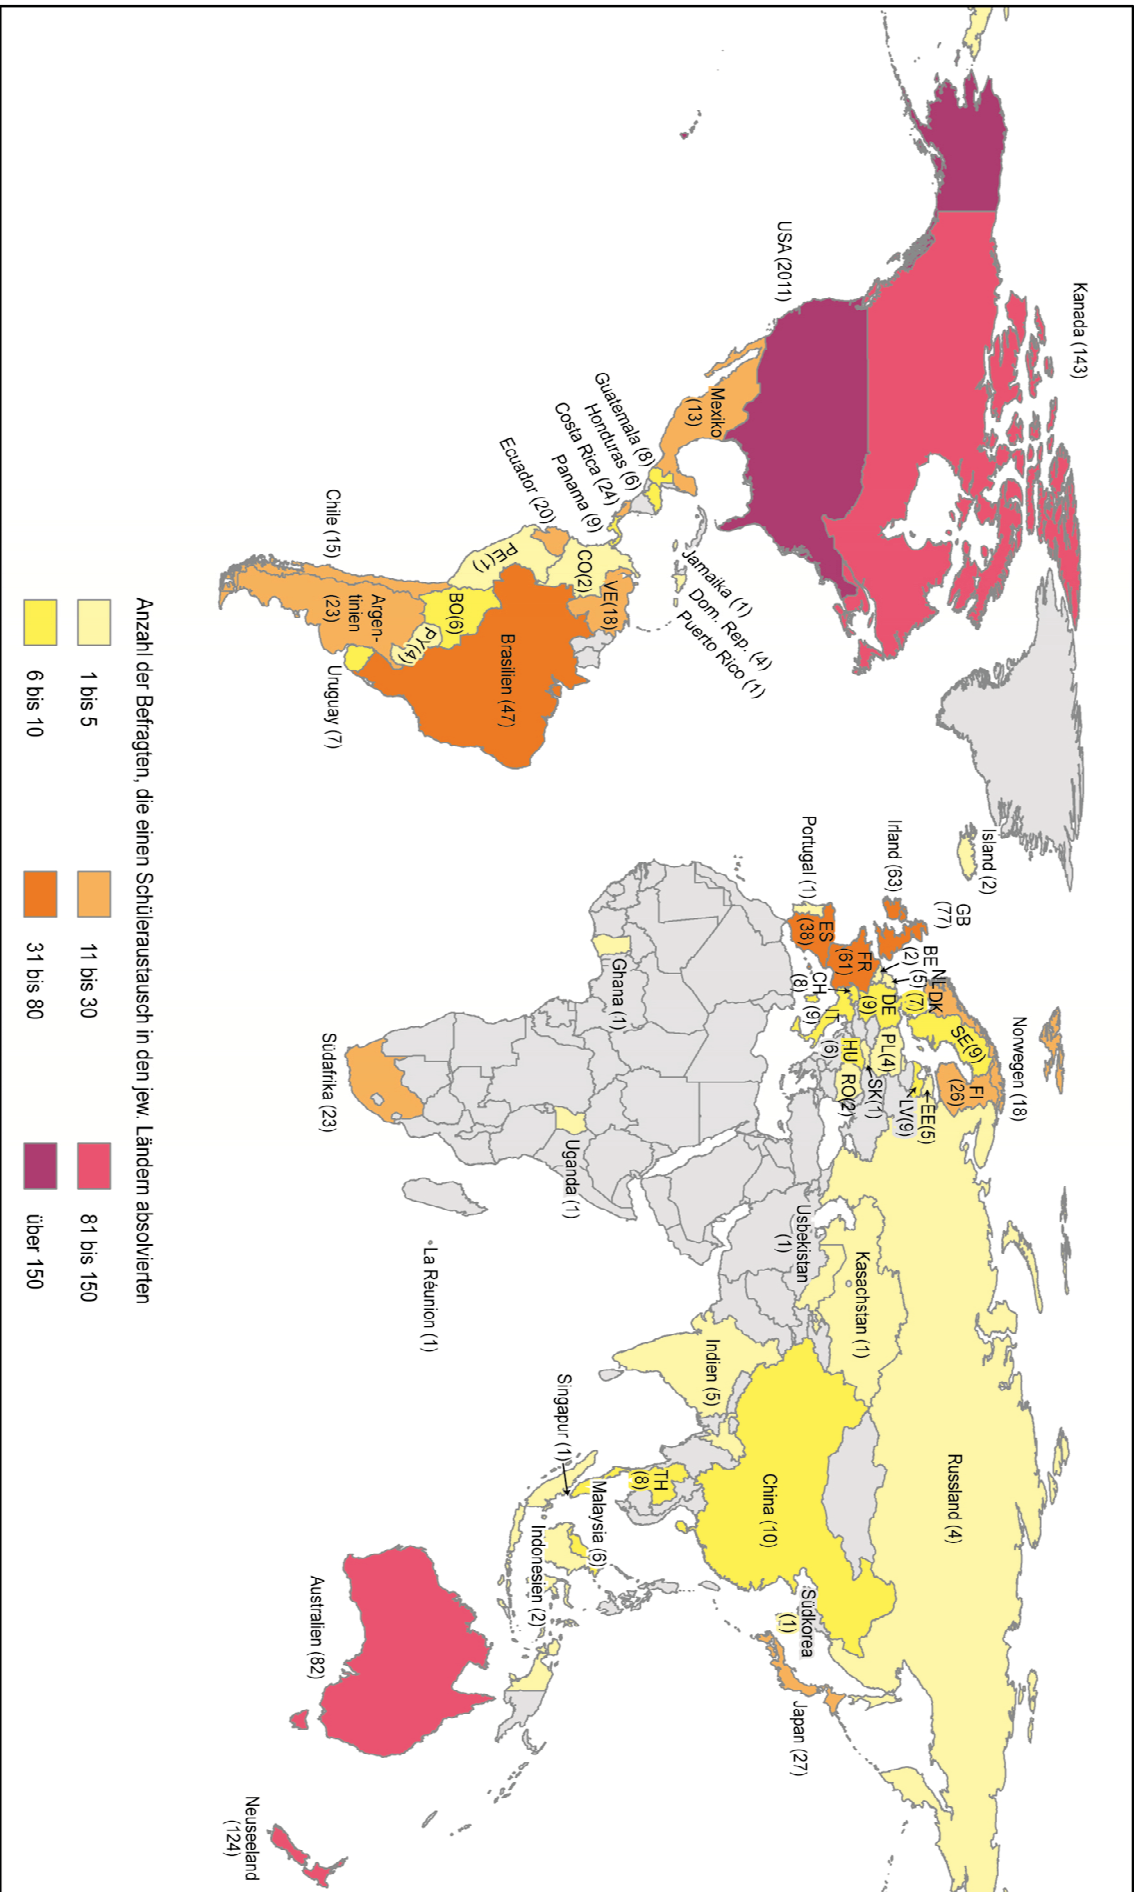 Kanada (143)
USA (2011)
Mexiko
(13)
Guatemala (8)
Honduras (6)
Costa Rica (24)
Panama (9)
Ecuador (20)
Jamaika (1)
Dom. Rep. (4)
Puerto Rico (1)
VE(18)
CO(2)
PE(1)
Brasilien (47)
BO(6)
PY(4)
Chile (15)
Argen-
tinien
(23)
Uruguay (7)
Island (2)
GB
(77)
Irland (63)
Portugal (1)
ES
(38)
FR
(61)
BE
(2)
NE
(5)
DK
(7)
DE
(9)
CH
(8)
IT
(9)
Norwegen (18)
SE(9)
FI
(26)
EE(5)
LV(9)
PL(4)
SK(1)
HU
(6)
RO(2)
Ghana (1)
Uganda (1)
Südafrika (23)
La Réunion (1)
Russland (4)
Kasachstan (1)
Usbekistan
(1)
Indien (5)
China (10)
Südkorea
(1)
Japan (27)
TH
(8)
Malaysia (6)
Singapur (1)
Indonesien (2)
Australien (82)
Neuseeland
(124)
Anzahl der Befragten, die einen Schüleraustausch in den jew. Ländern absolvierten
1 bis 5
11 bis 30
81 bis 150
6 bis 10
31 bis 80
über 150